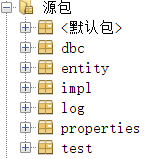 源包
<默认包>
dbc
entity
impl
log
properties
test